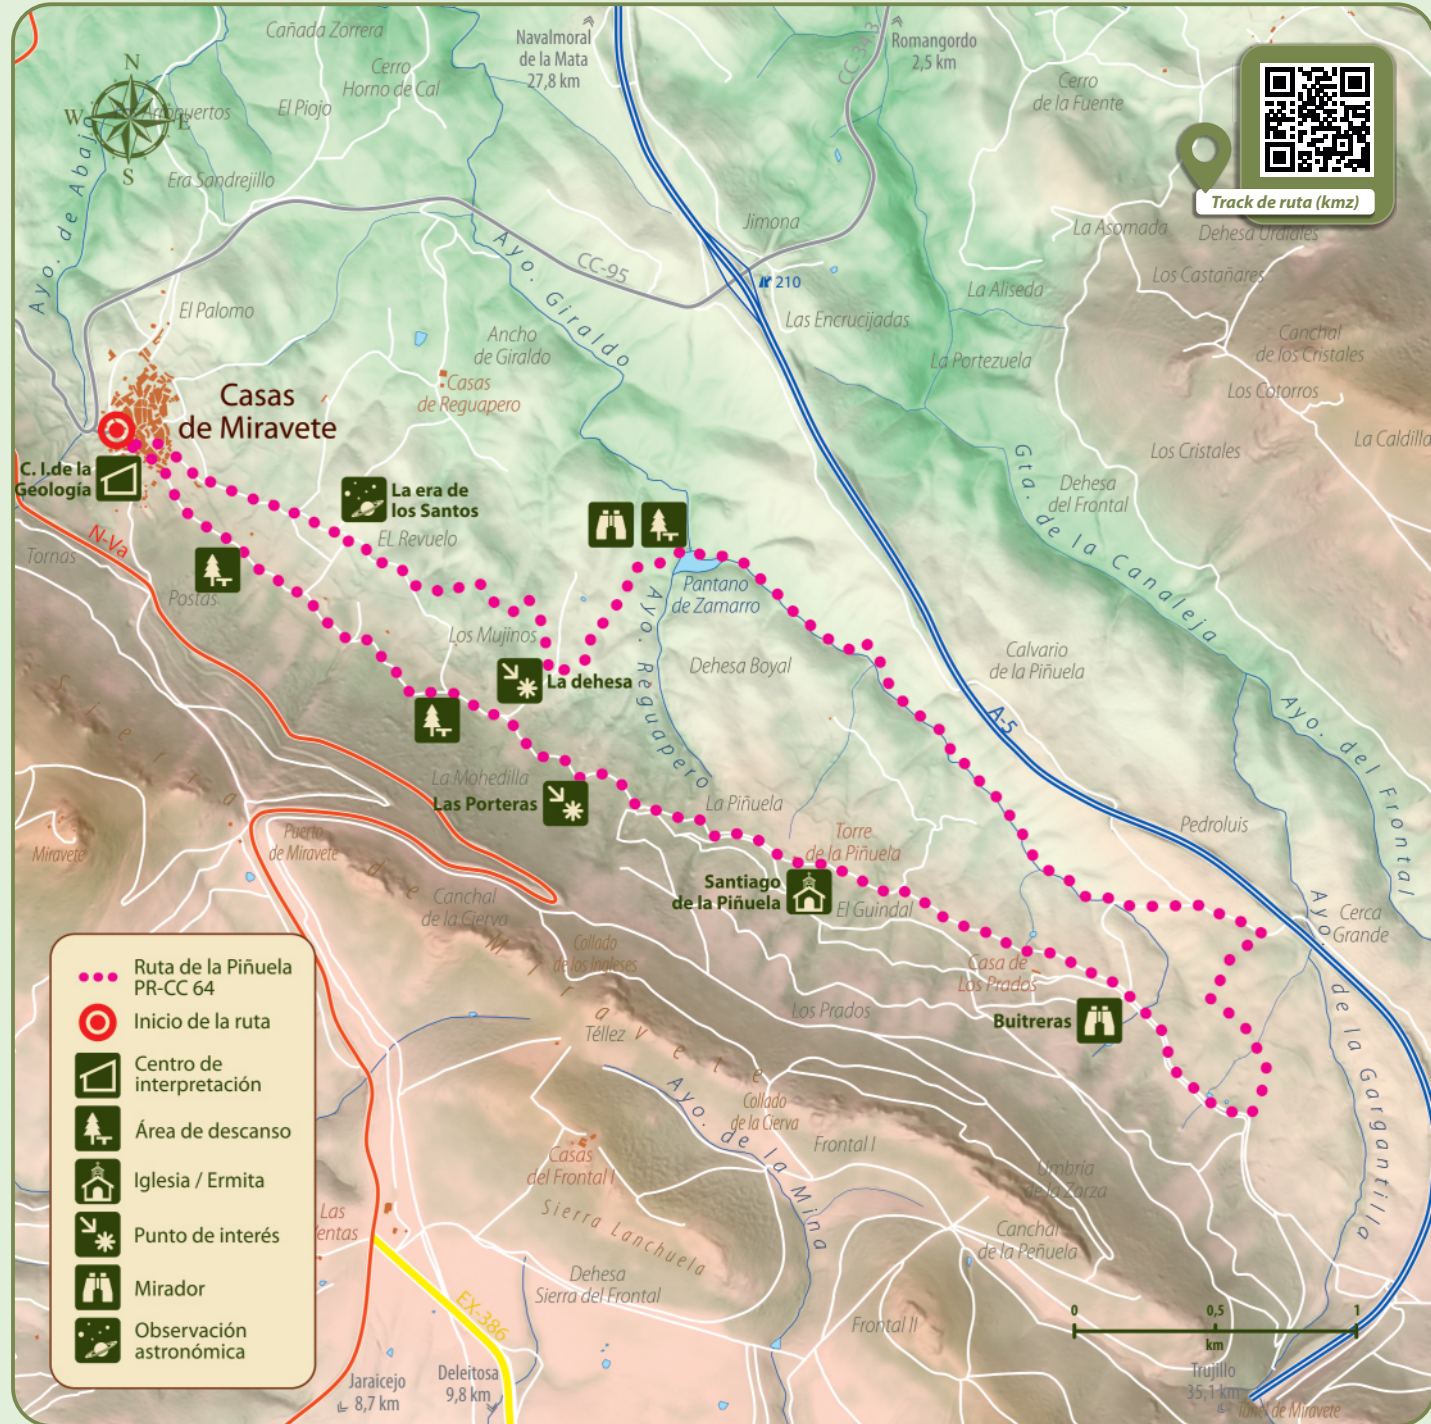 Cañada Zorrera
Navalmoral
de la Mata
27,8 km
CC-34.3
Romangordo
2,5 km
Cerro
Horno de Cal
El Piojo
Cerro
de la Fuente
N
W
E
S
Ayo. de Abajo
Era Sandrejillo
Track de ruta (kmz)
Jimona
La Asomada
Dehesa Urdiales
Ayo. Giraldo
CC-95
210
Los Castañares
La Aliseda
El Palomo
Las Encrucijadas
Ancho
de Giraldo
Canchal
de los Cristales
La Portezuela
Casas
de Reguapero
Los Cotorros
Casas
de Miravete
La Caldilla
Los Cristales
C. I.de la
Geología
La era de
los Santos
EL Revuelo
Dehesa
del Frontal
Gta. de la Canaleja
N-Va
Tornas
Postas
Pantano
de Zamarro
Ayo. Reguapero
Los Mujinos
La dehesa
Dehesa Boyal
Calvario
de la Piñuela
A-5
Ayo. del Frontal
Sierra de Miravete
La Mohedilla
Las Porteras
La Piñuela
Pedroluis
Torre
de la Piñuela
Miravete
Puerto
de Miravete
Santiago
de la Piñuela
El Guindal
Canchal
de la Cierva
Cerca
Grande
Ayo. de la Gargantilla
Collado
de los Ingleses
Casa de
Los Prados
Los Prados
Buitreras
Téllez
Ayo. de la Mina
Collado
de la Cierva
Frontal I
Casas
del Frontal I
Umbría
de la Zarza
Sierra Lanchuela
Canchal
de la Peñuela
Las
Ventas
Dehesa
Sierra del Frontal
EX-386
Frontal II
0
0,5
1
km
Jaraicejo
8,7 km
Deleitosa
9,8 km
Trujillo
35,1 km
Túnel de Miravete
Ruta de la Piñuela
PR-CC 64
Inicio de la ruta
Centro de
interpretación
Área de descanso
Iglesia / Ermita
Punto de interés
Mirador
Observación
astronómica